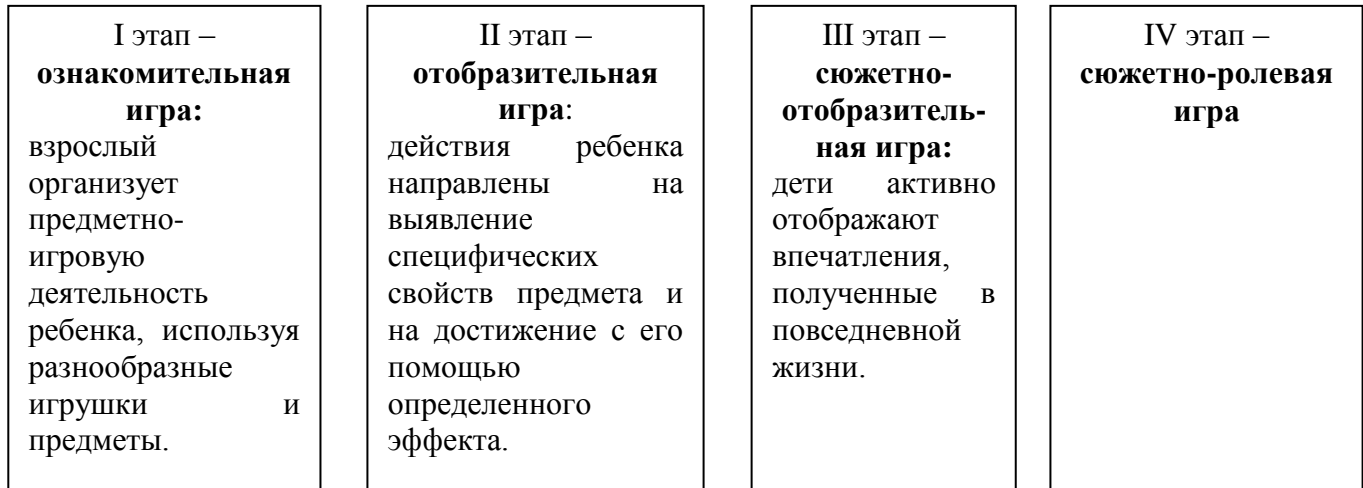 I этап –
ознакомительная
игра:
взрослый
организует
предметно-
игровую
деятельность
ребенка, используя
разнообразные
игрушки и
предметы.
II этап –
отобразительная
игра:
действия ребенка
направлены на
выявление
специфических
свойств предмета и
на достижение с его
помощью
определенного
эффекта.
III этап –
сюжетно-
отобразитель-
ная игра:
дети активно
отображают
впечатления,
полученные в
повседневной
жизни.
IV этап –
сюжетно-ролевая
игра